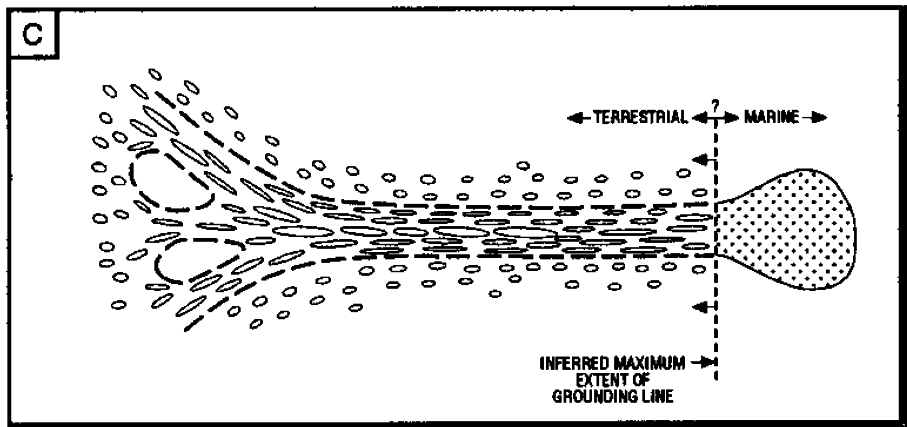 C
?
TERRESTRIAL MARINE
INFERRED MAXIMUM
EXTENT OF
GROUNDING LINE